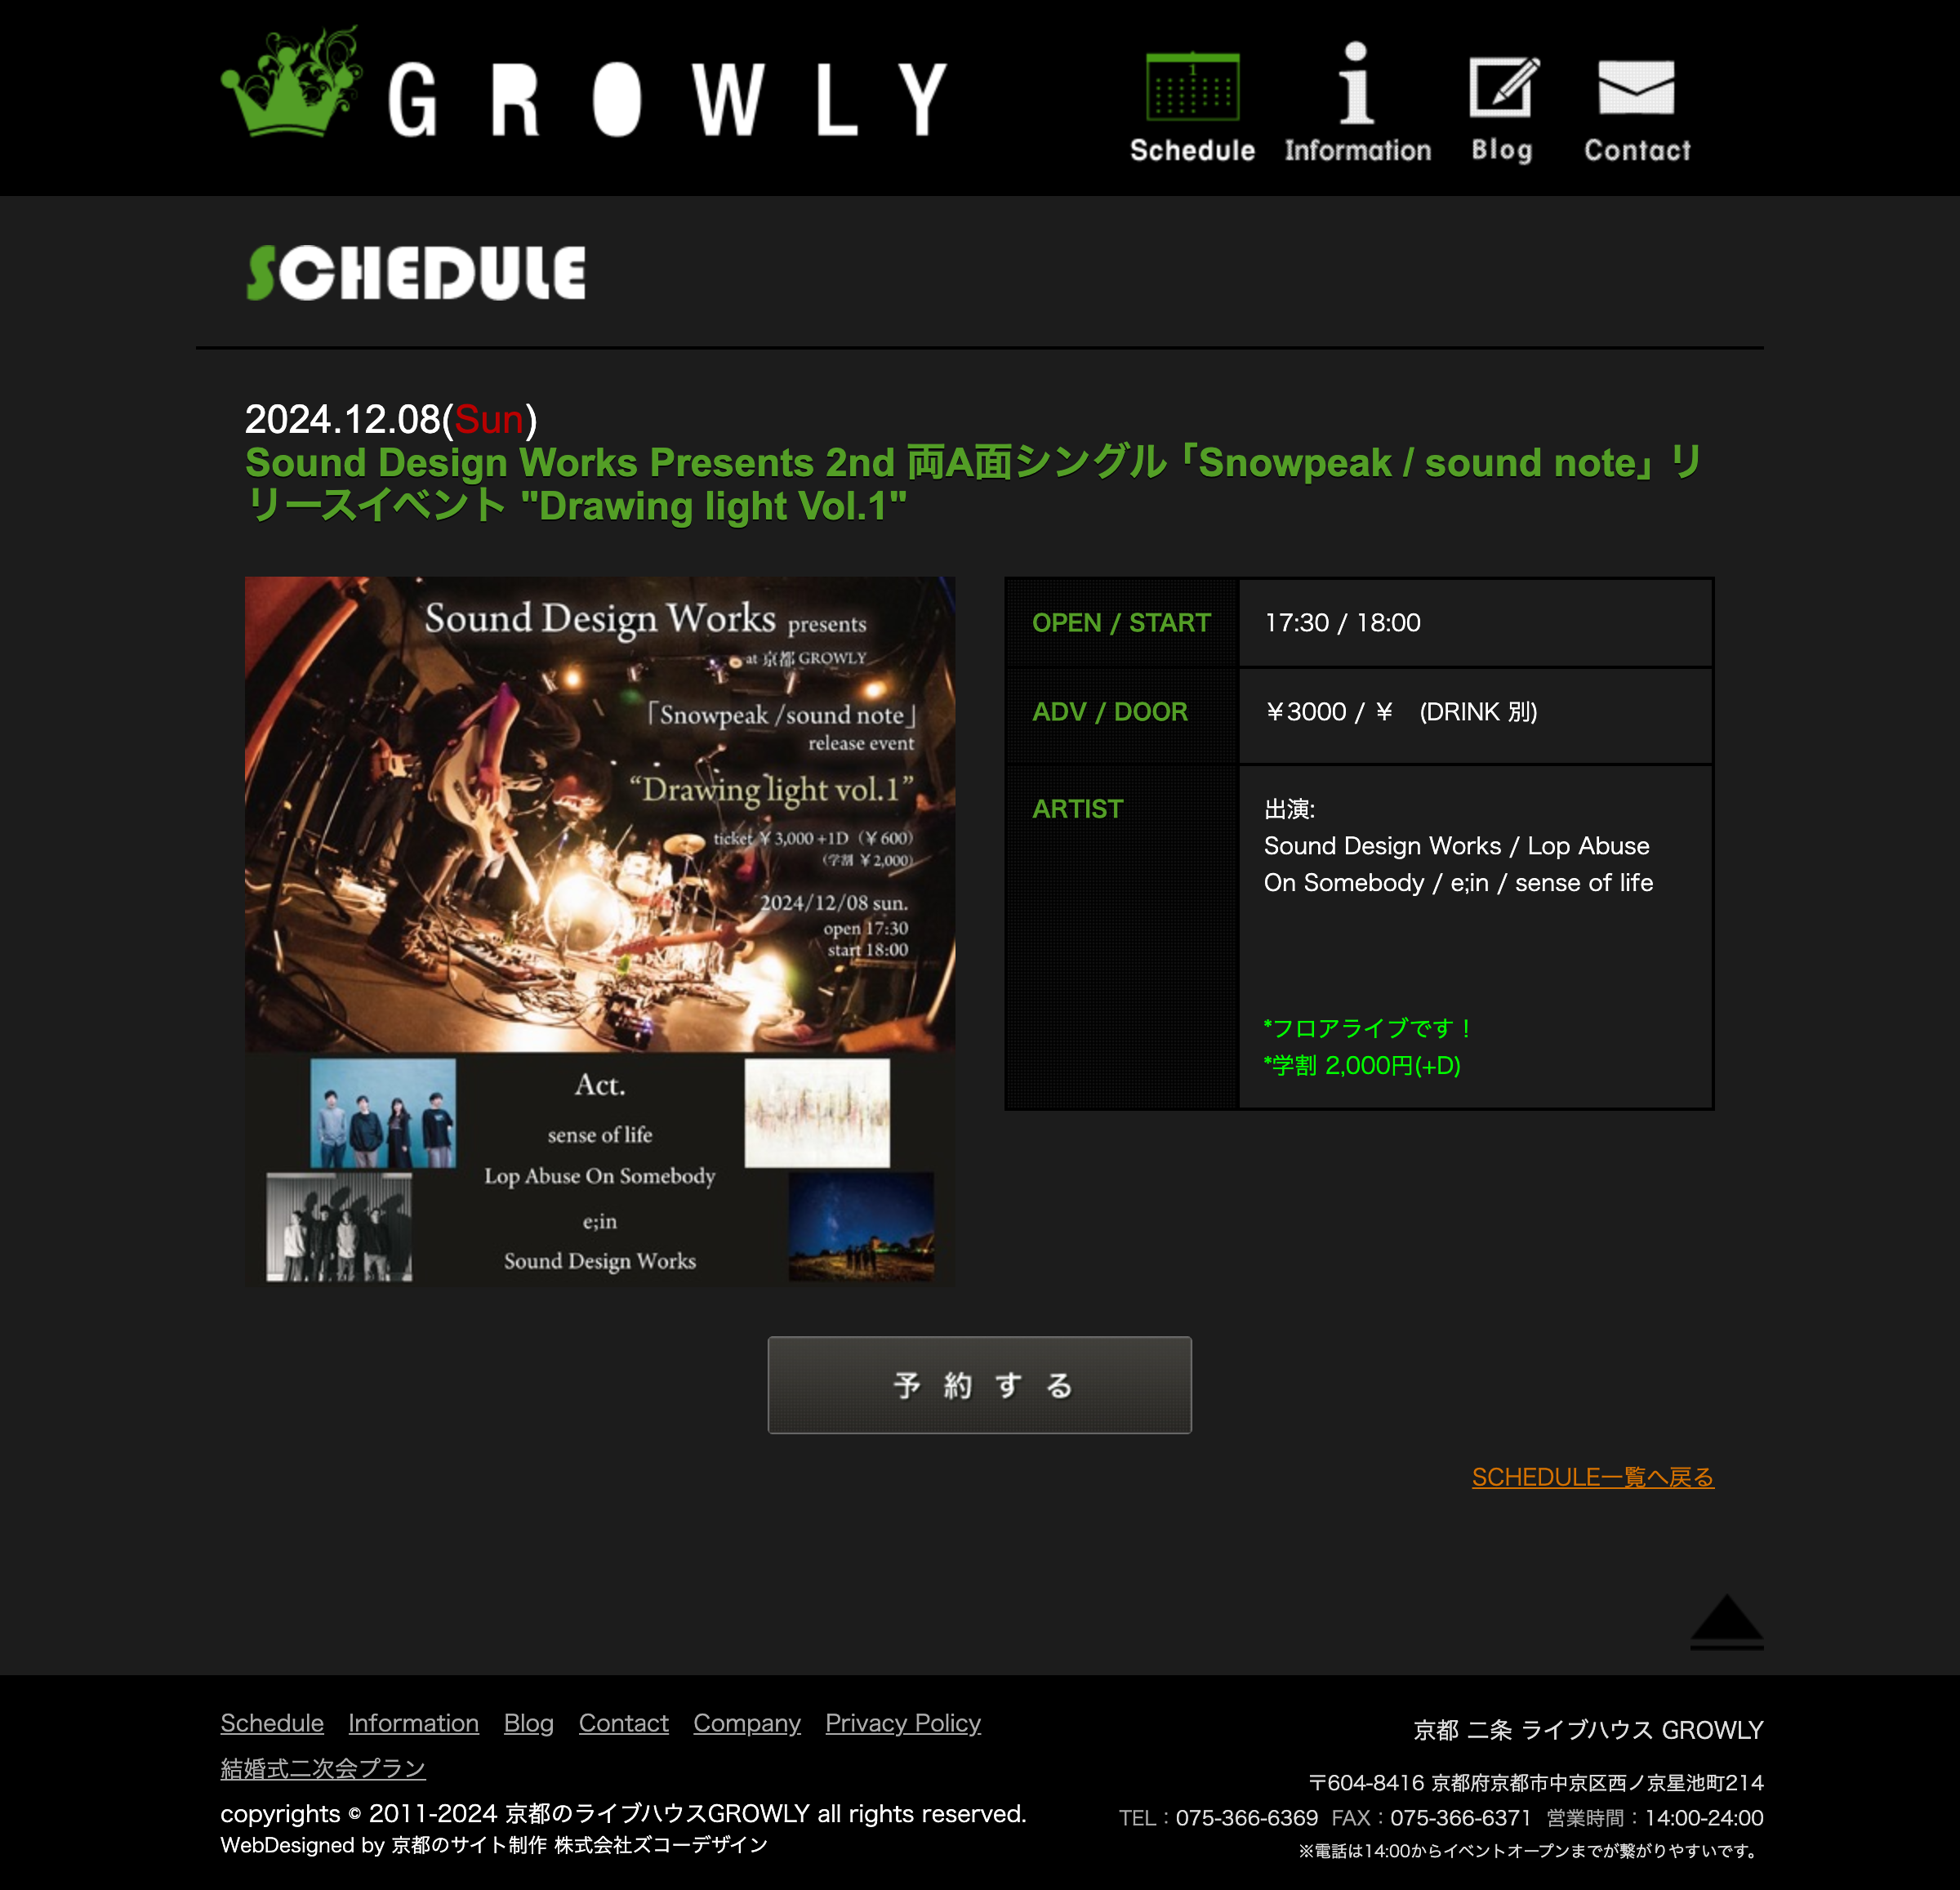 GROWLY
1
Schedule
Information
Blog
Contact
SCHEDULE
2024.12.08(Sun)
Sound Design Works Presents 2nd 両A面シングル「Snowpeak / sound note」リ
リースイベント "Drawing light Vol.1"
Sound Design Works presents
at 京都 GROWLY
「Snowpeak /sound note」
release event
“Drawing light vol.1”
ticket ￥3,000 +1D（￥600）
（学割 ￥2,000）
2024/12/08 sun.
open 17:30
start 18:00
Act.
sense of life
Lop Abuse On Somebody
e;in
Sound Design Works
OPEN / START
17:30 / 18:00
ADV / DOOR
￥3000 / ￥　(DRINK 別)
ARTIST
出演:
Sound Design Works / Lop Abuse
On Somebody / e;in / sense of life
*フロアライブです！
*学割 2,000円(+D)
予約する
SCHEDULE一覧へ戻る
Schedule Information Blog Contact Company Privacy Policy
結婚式二次会プラン
copyrights © 2011-2024 京都のライブハウスGROWLY all rights reserved.
WebDesigned by 京都のサイト制作 株式会社ズコーデザイン
京都 二条 ライブハウス GROWLY
〒604-8416 京都府京都市中京区西ノ京星池町214
TEL：075-366-6369 FAX：075-366-6371 営業時間：14:00-24:00
※電話は14:00からイベントオープンまでが繋がりやすいです。